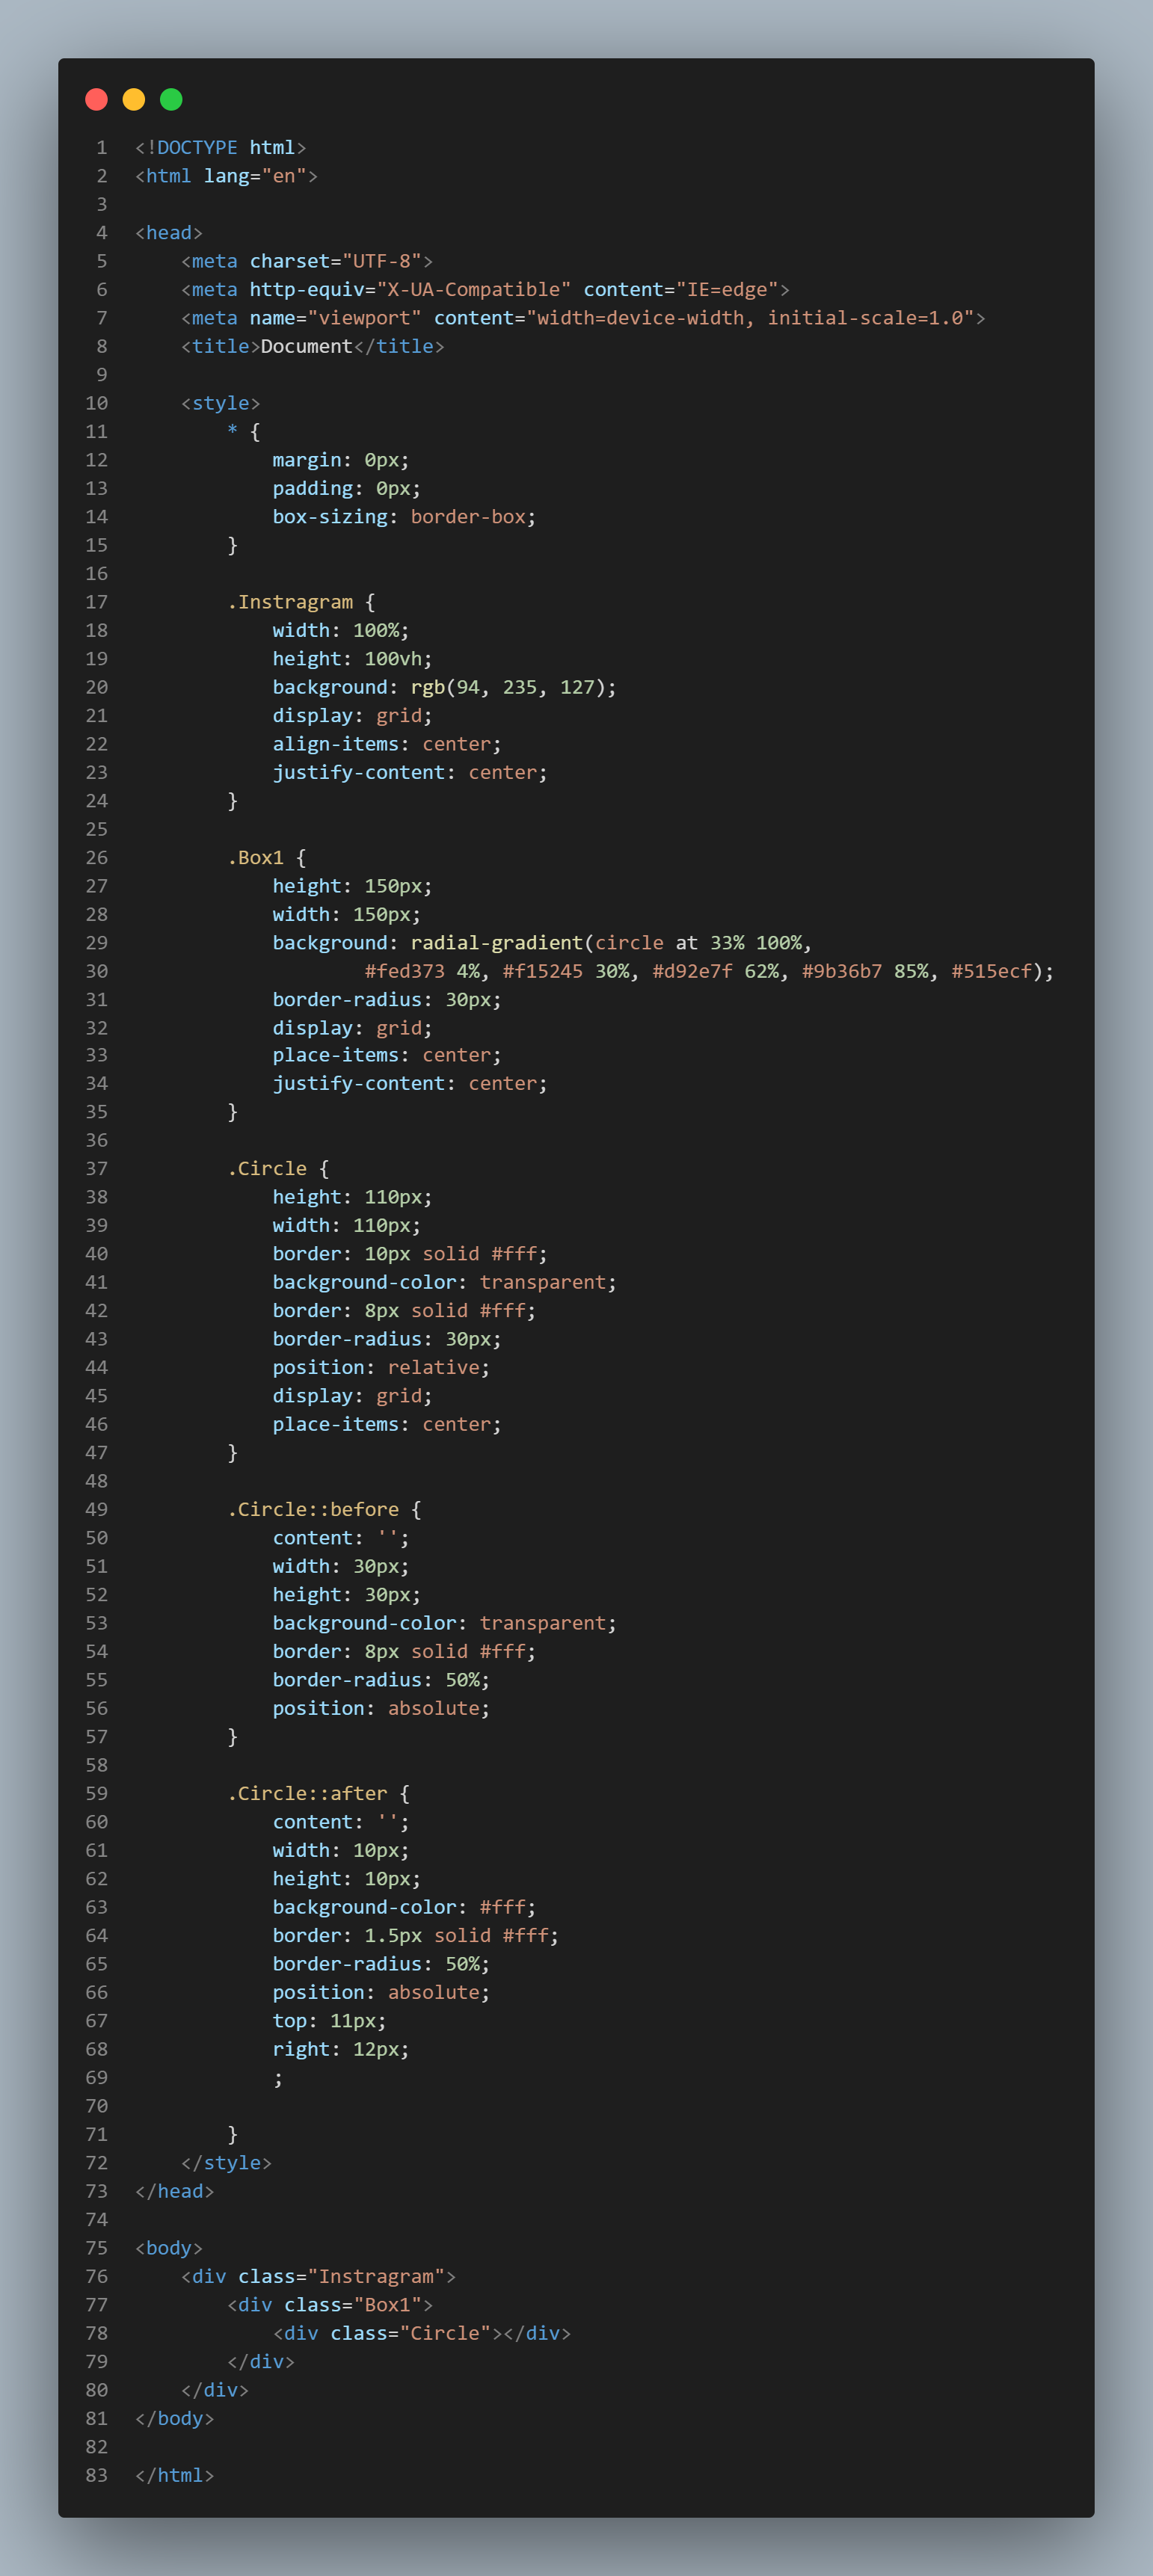 1 <!DOCTYPE html>
2 <html lang="en">
3
4 <head>
5     <meta charset="UTF-8">
6     <meta http-equiv="X-UA-Compatible" content="IE=edge">
7     <meta name="viewport" content="width=device-width, initial-scale=1.0">
8     <title>Document</title>
9
10     <style>
11         * {
12             margin: 0px;
13             padding: 0px;
14             box-sizing: border-box;
15         }
16
17         .Instragram {
18             width: 100%;
19             height: 100vh;
20             background: rgb(94, 235, 127);
21             display: grid;
22             align-items: center;
23             justify-content: center;
24         }
25
26         .Box1 {
27             height: 150px;
28             width: 150px;
29             background: radial-gradient(circle at 33% 100%,
30                     #fed373 4%, #f15245 30%, #d92e7f 62%, #9b36b7 85%, #515ecf);
31             border-radius: 30px;
32             display: grid;
33             place-items: center;
34             justify-content: center;
35         }
36
37         .Circle {
38             height: 110px;
39             width: 110px;
40             border: 10px solid #fff;
41             background-color: transparent;
42             border: 8px solid #fff;
43             border-radius: 30px;
44             position: relative;
45             display: grid;
46             place-items: center;
47         }
48
49         .Circle::before {
50             content: '';
51             width: 30px;
52             height: 30px;
53             background-color: transparent;
54             border: 8px solid #fff;
55             border-radius: 50%;
56             position: absolute;
57         }
58
59         .Circle::after {
60             content: '';
61             width: 10px;
62             height: 10px;
63             background-color: #fff;
64             border: 1.5px solid #fff;
65             border-radius: 50%;
66             position: absolute;
67             top: 11px;
68             right: 12px;
69             ;
70
71         }
72     </style>
73 </head>
74
75 <body>
76     <div class="Instragram">
77         <div class="Box1">
78             <div class="Circle"></div>
79         </div>
80     </div>
81 </body>
82
83 </html>